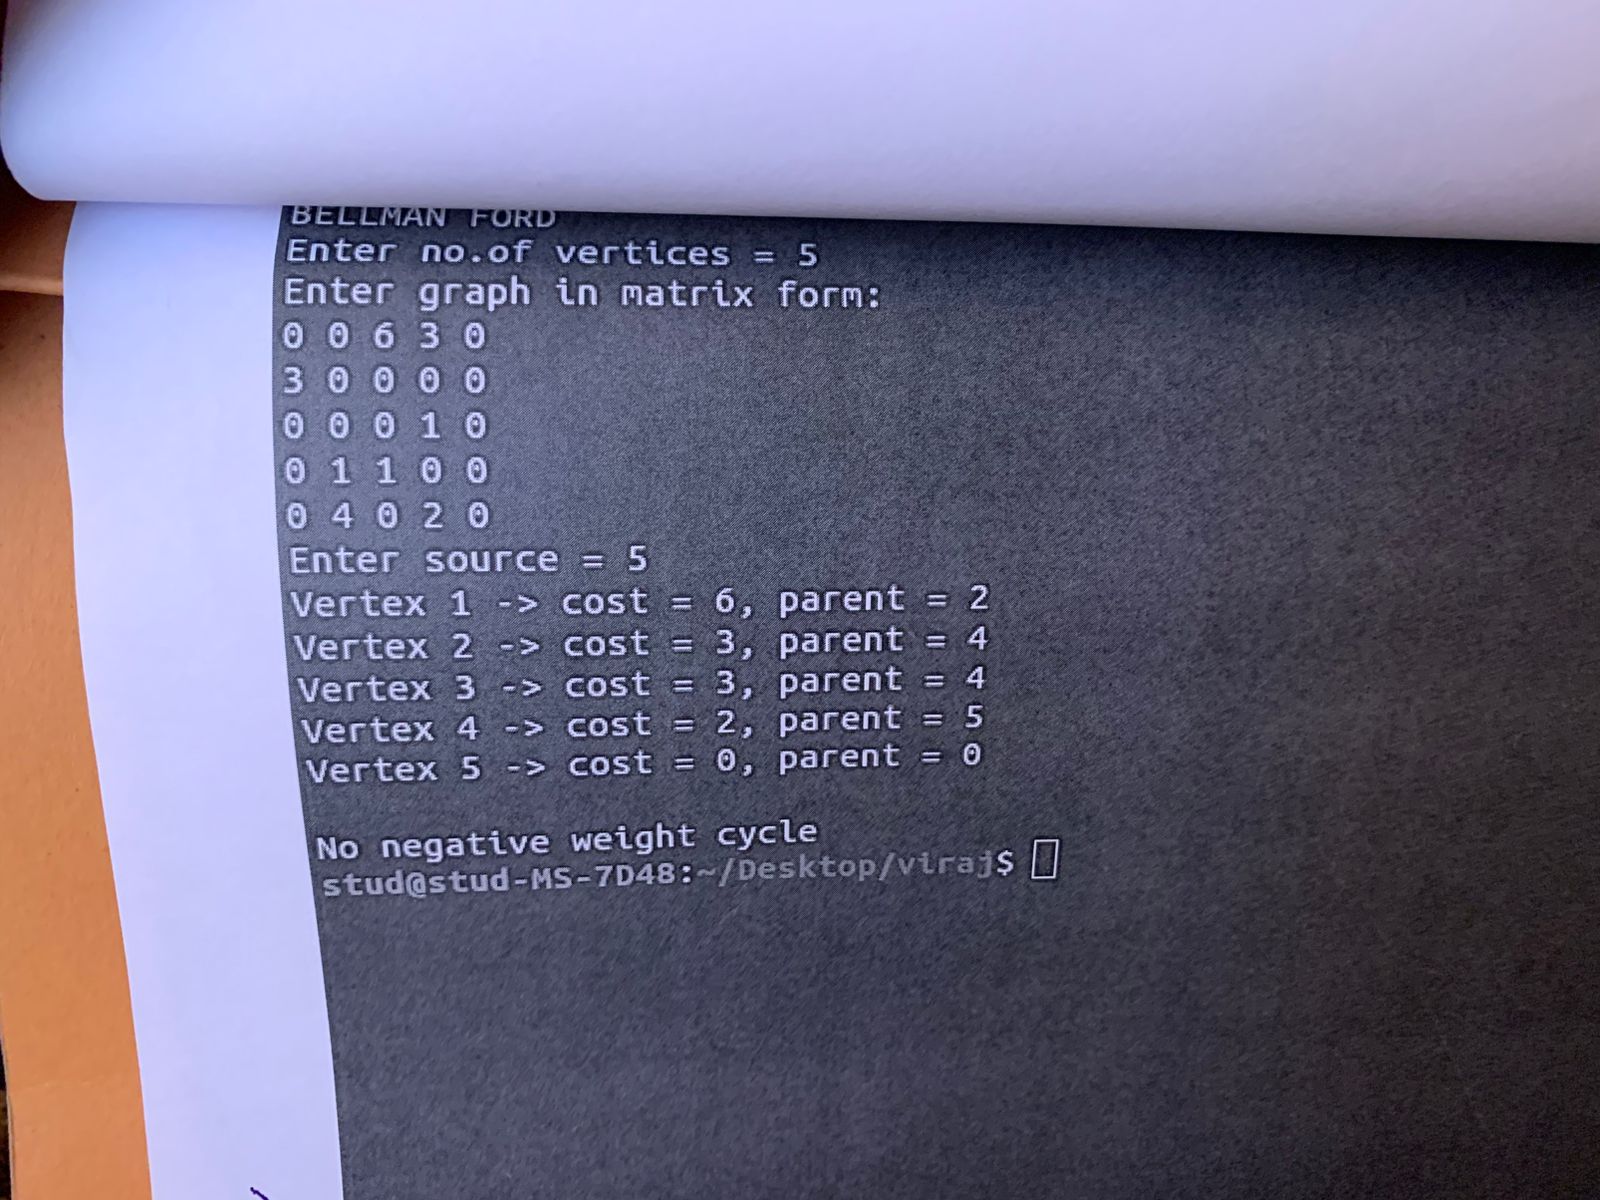 BELLMAN FORD
Enter no.of vertices = 5
Enter graph in matrix form:
0 0 6 3 0
3 0 0 0 0
0 0 0 1 0
0 1 1 0 0
0 4 0 2 0
Enter source = 5
Vertex 1 -> cost = 6, parent = 2
Vertex 2 -> cost = 3, parent = 4
Vertex 3 -> cost = 3, parent = 4
Vertex 4 -> cost = 2, parent = 5
Vertex 5 -> cost = 0, parent = 0
No negative weight cycle
stud@stud-MS-7D48:~/Desktop/viraj$